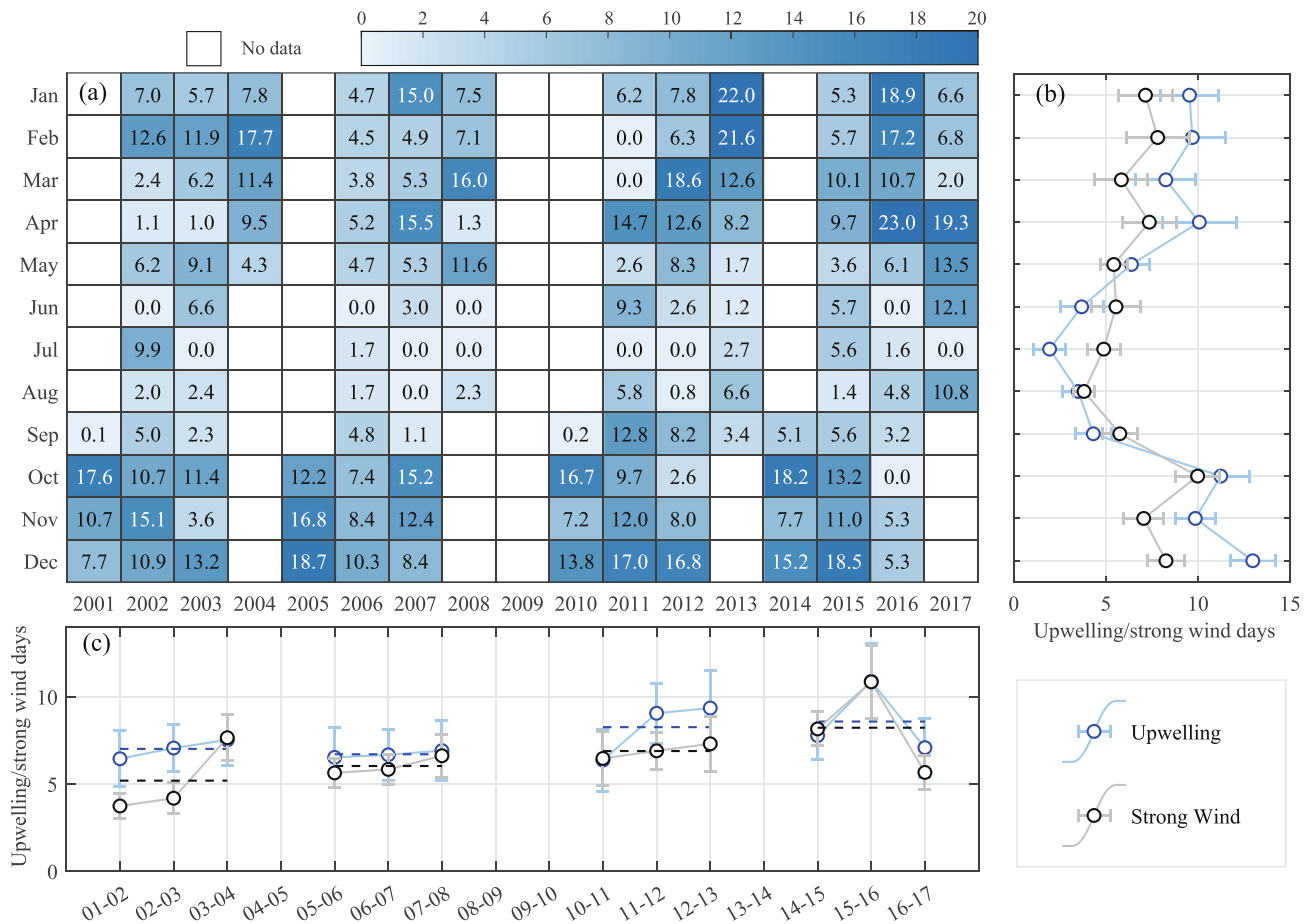 0 2 4 6 8 10 12 14 16 18 20
No data
(a)
Jan 7.0 5.7 7.8 4.7 15.0 7.5 6.2 7.8 22.0 5.3 18.9 6.6
Feb 12.6 11.9 17.7 4.5 4.9 7.1 0.0 6.3 21.6 5.7 17.2 6.8
Mar 2.4 6.2 11.4 3.8 5.3 16.0 0.0 18.6 12.6 10.1 10.7 2.0
Apr 1.1 1.0 9.5 5.2 15.5 1.3 14.7 12.6 8.2 9.7 23.0 19.3
May 6.2 9.1 4.3 4.7 5.3 11.6 2.6 8.3 1.7 3.6 6.1 13.5
Jun 0.0 6.6 0.0 3.0 0.0 9.3 2.6 1.2 5.7 0.0 12.1
Jul 9.9 0.0 1.7 0.0 0.0 0.0 0.0 2.7 5.6 1.6 0.0
Aug 2.0 2.4 1.7 0.0 2.3 5.8 0.8 6.6 1.4 4.8 10.8
Sep 0.1 5.0 2.3 4.8 1.1 0.2 12.8 8.2 3.4 5.1 5.6 3.2
Oct 17.6 10.7 11.4 12.2 7.4 15.2 16.7 9.7 2.6 18.2 13.2 0.0
Nov 10.7 15.1 3.6 16.8 8.4 12.4 7.2 12.0 8.0 7.7 11.0 5.3
Dec 7.7 10.9 13.2 18.7 10.3 8.4 13.8 17.0 16.8 15.2 18.5 5.3
2001 2002 2003 2004 2005 2006 2007 2008 2009 2010 2011 2012 2013 2014 2015 2016 2017
(b)
0 5 10 15
Upwelling/strong wind days
(c)
Upwelling/strong wind days
10
5
0
01-02 02-03 03-04 04-05 05-06 06-07 07-08 08-09 09-10 10-11 11-12 12-13 13-14 14-15 15-16 16-17
Upwelling
Strong Wind